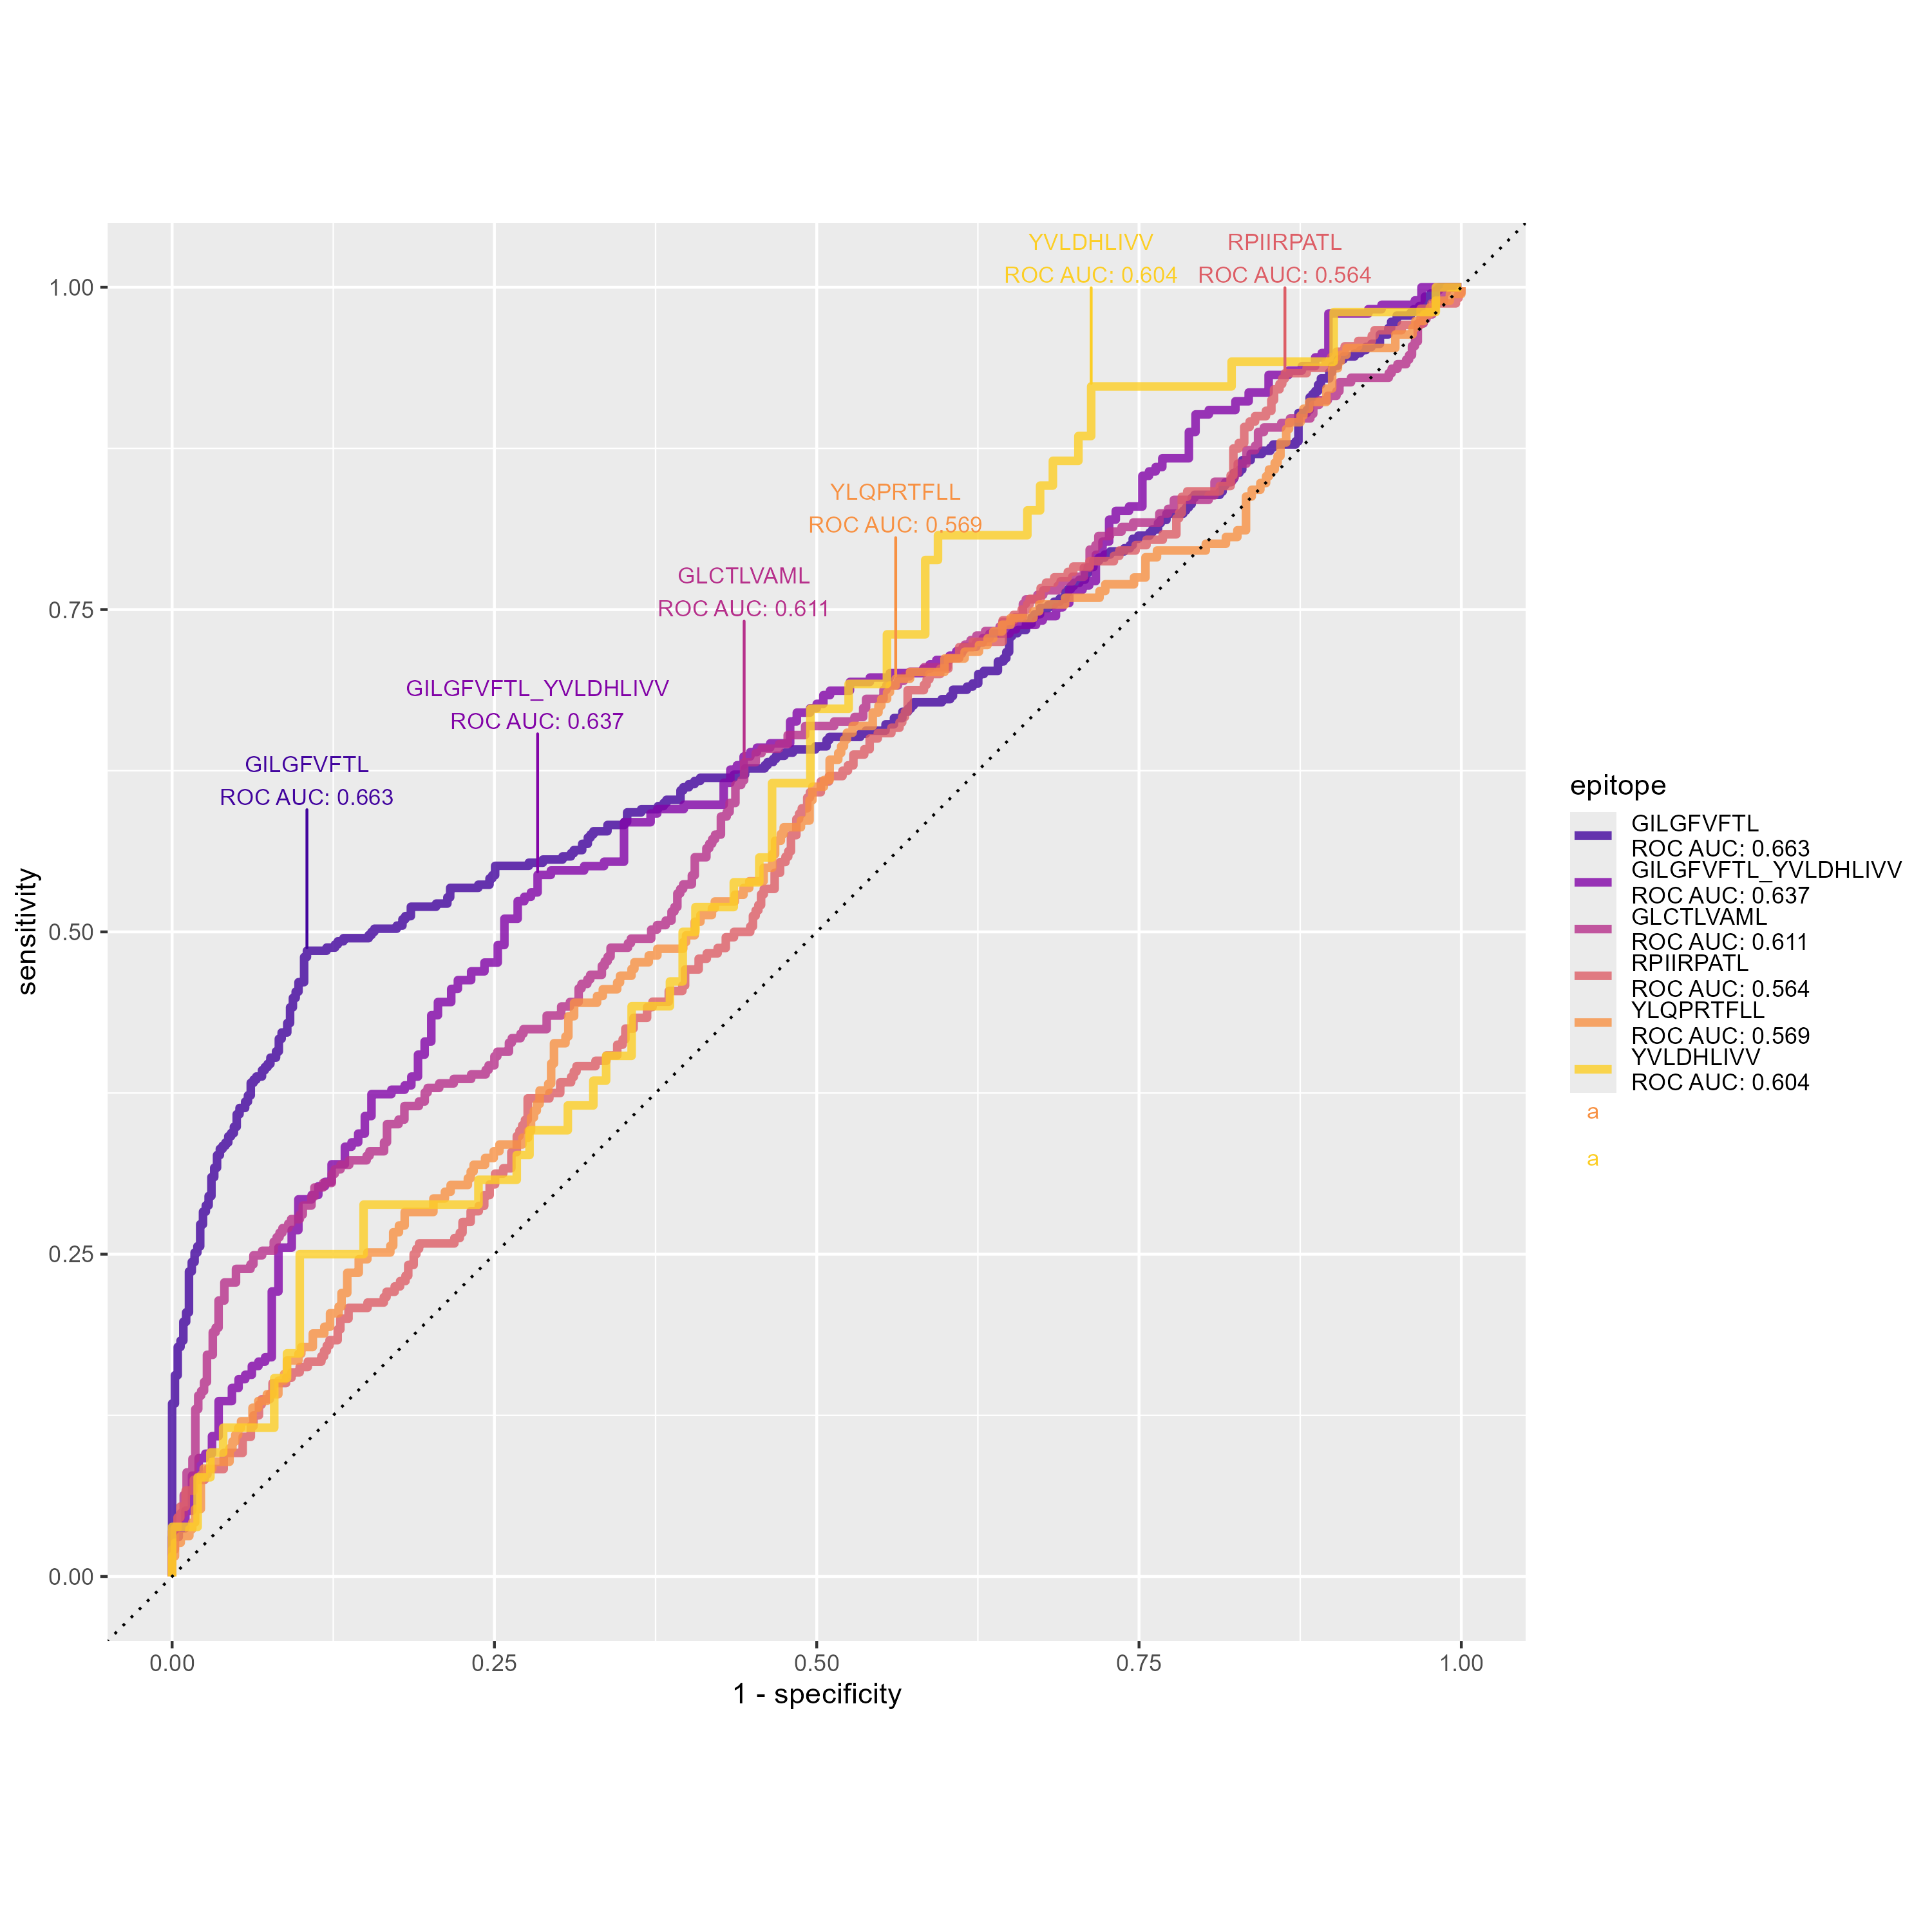 YVLDHLIVV
ROC AUC: 0.604
RPIIRPATL
ROC AUC: 0.564
YLQPRTFLL
ROC AUC: 0.569
GLCTLVAML
ROC AUC: 0.611
GILGFVFTL_YVLDHLIVV
ROC AUC: 0.637
GILGFVFTL
ROC AUC: 0.663
1.00
0.75
0.50
0.25
0.00
sensitivity
0.00
0.25
0.50
0.75
1.00
1 - specificity
epitope
GILGFVFTL
ROC AUC: 0.663
GILGFVFTL_YVLDHLIVV
ROC AUC: 0.637
GLCTLVAML
ROC AUC: 0.611
RPIIRPATL
ROC AUC: 0.564
YLQPRTFLL
ROC AUC: 0.569
YVLDHLIVV
ROC AUC: 0.604
a
a